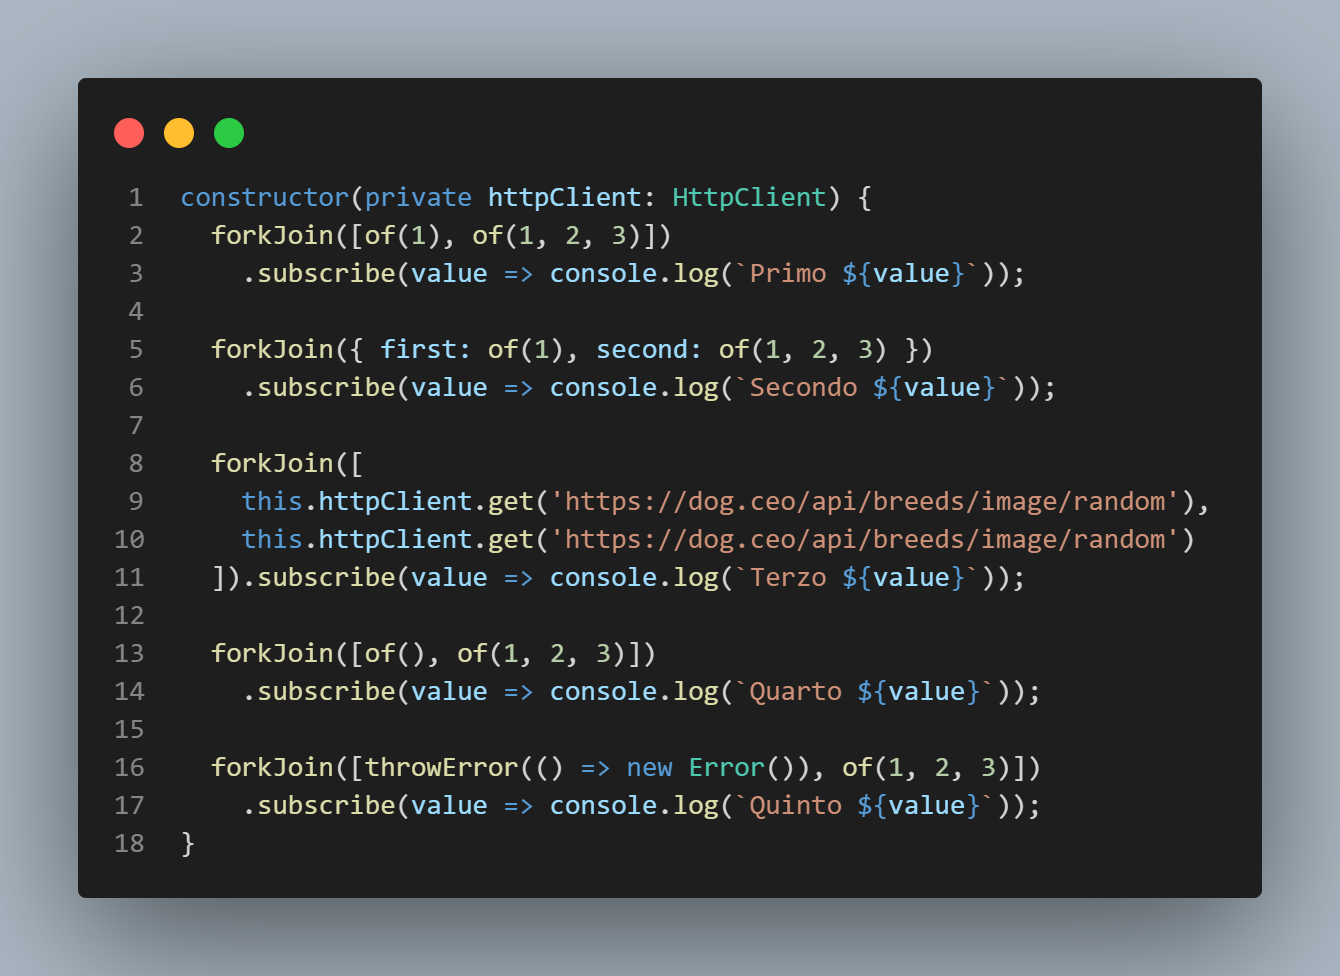 1 constructor(private httpClient: HttpClient) {
2 forkJoin([of(1), of(1, 2, 3)])
3 .subscribe(value => console.log(`Primo ${value}`));
4
5 forkJoin({ first: of(1), second: of(1, 2, 3) })
6 .subscribe(value => console.log(`Secondo ${value}`));
7
8 forkJoin([
9 this.httpClient.get('https://dog.ceo/api/breeds/image/random'),
10 this.httpClient.get('https://dog.ceo/api/breeds/image/random')
11 ]).subscribe(value => console.log(`Terzo ${value}`));
12
13 forkJoin([of(), of(1, 2, 3)])
14 .subscribe(value => console.log(`Quarto ${value}`));
15
16 forkJoin([throwError(() => new Error()), of(1, 2, 3)])
17 .subscribe(value => console.log(`Quinto ${value}`));
18 }